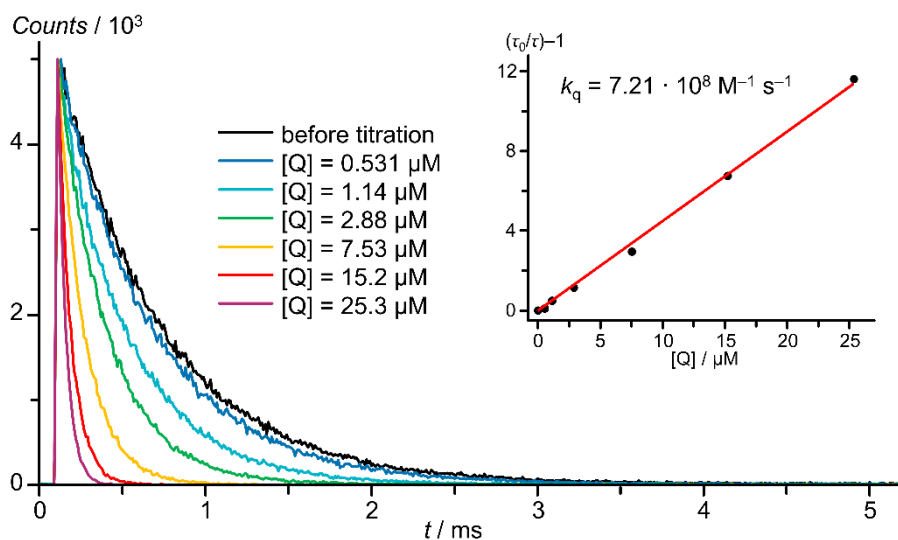 Counts / 10³
4
2
0
0
1
2
3
4
5
t / ms
before titration
[Q] = 0.531 μM
[Q] = 1.14 μM
[Q] = 2.88 μM
[Q] = 7.53 μM
[Q] = 15.2 μM
[Q] = 25.3 μM
(τ₀/τ)–1
12
8
4
0
kq = 7.21 · 10⁸ M⁻¹ s⁻¹
0
5
10
15
20
25
[Q] / μM